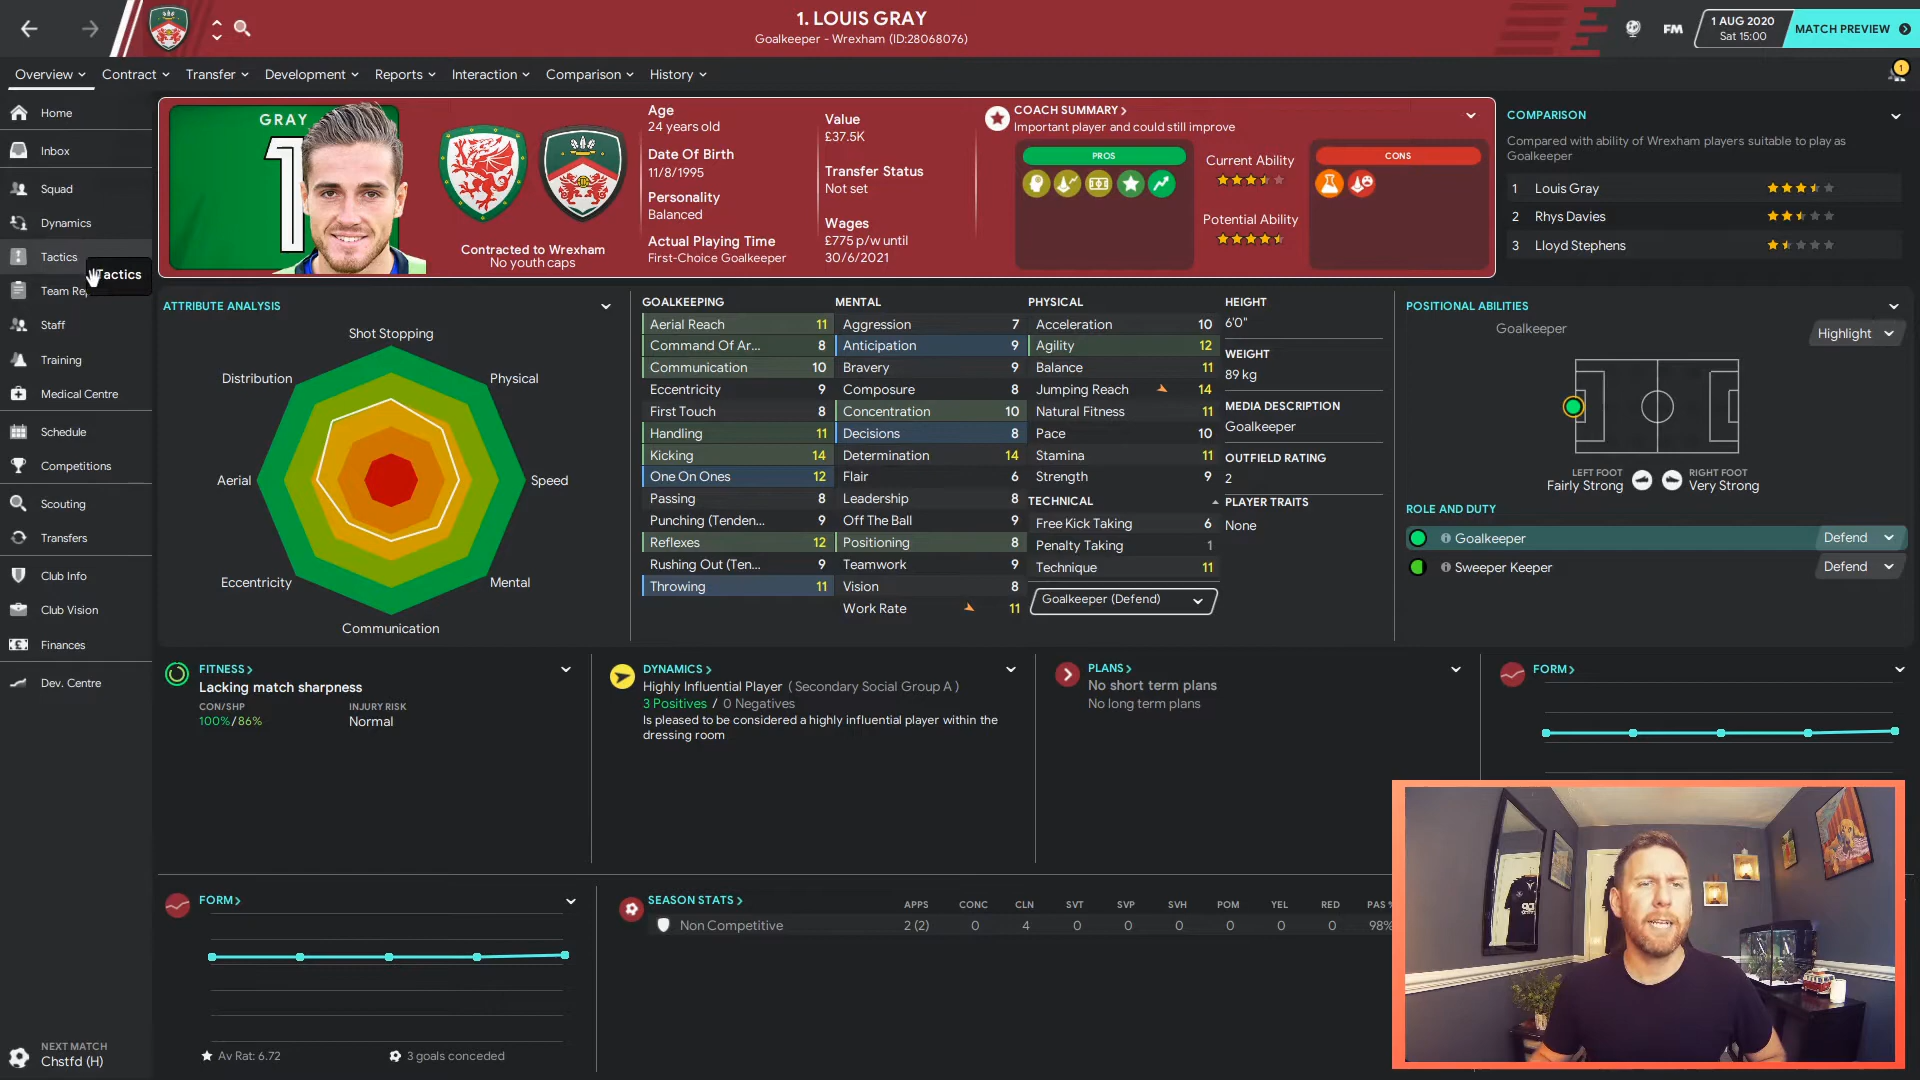 1. LOUIS GRAY
Goalkeeper - Wrexham (ID:28068076)
FM
1 AUG 2020
Sat 15:00
MATCH PREVIEW
Overview
Contract
Transfer
Development
Reports
Interaction
Comparison
History
1
Home
Inbox
Squad
Dynamics
Tactics
Tactics
Team Re
Staff
Training
Medical Centre
Schedule
Competitions
Scouting
Transfers
Club Info
Club Vision
Finances
Dev. Centre
NEXT MATCH
Chstfd (H)
GRAY
1
Contracted to Wrexham
No youth caps
Age
24 years old
Date Of Birth
11/8/1995
Personality
Balanced
Actual Playing Time
First-Choice Goalkeeper
Value
£37.5K
Transfer Status
Not set
Wages
£775 p/w until
30/6/2021
COACH SUMMARY
Important player and could still improve
PROS
Current Ability
Potential Ability
CONS
COMPARISON
Compared with ability of Wrexham players suitable to play as
Goalkeeper
1 Louis Gray
2 Rhys Davies
3 Lloyd Stephens
ATTRIBUTE ANALYSIS
Shot Stopping
Physical
Speed
Mental
Communication
Eccentricity
Aerial
Distribution
GOALKEEPING
Aerial Reach 11
Command Of Ar... 8
Communication 10
Eccentricity 9
First Touch 8
Handling 11
Kicking 14
One On Ones 12
Passing 8
Punching (Tenden... 9
Reflexes 12
Rushing Out (Ten... 9
Throwing 11
MENTAL
Aggression 7
Anticipation 9
Bravery 9
Composure 8
Concentration 10
Decisions 8
Determination 14
Flair 6
Leadership 8
Off The Ball 9
Positioning 8
Teamwork 9
Vision 8
Work Rate 11
PHYSICAL
Acceleration 10
Agility 12
Balance 11
Jumping Reach 14
Natural Fitness 11
Pace 10
Stamina 11
Strength 9
TECHNICAL
Free Kick Taking 6
Penalty Taking 1
Technique 11
Goalkeeper (Defend)
HEIGHT
6'0"
WEIGHT
89 kg
MEDIA DESCRIPTION
Goalkeeper
OUTFIELD RATING
2
PLAYER TRAITS
None
POSITIONAL ABILITIES
Goalkeeper
Highlight
LEFT FOOT
Fairly Strong
RIGHT FOOT
Very Strong
ROLE AND DUTY
Goalkeeper Defend
Sweeper Keeper Defend
FITNESS
Lacking match sharpness
CON/SHP
100%/86%
INJURY RISK
Normal
DYNAMICS
Highly Influential Player ( Secondary Social Group A )
3 Positives / 0 Negatives
Is pleased to be considered a highly influential player within the
dressing room
PLANS
No short term plans
No long term plans
FORM
FORM
Av Rat: 6.72
3 goals conceded
SEASON STATS
APPS CONC CLN SVT SVP SVH POM YEL RED PAS %
Non Competitive 2 (2) 0 4 0 0 0 0 0 0 98%